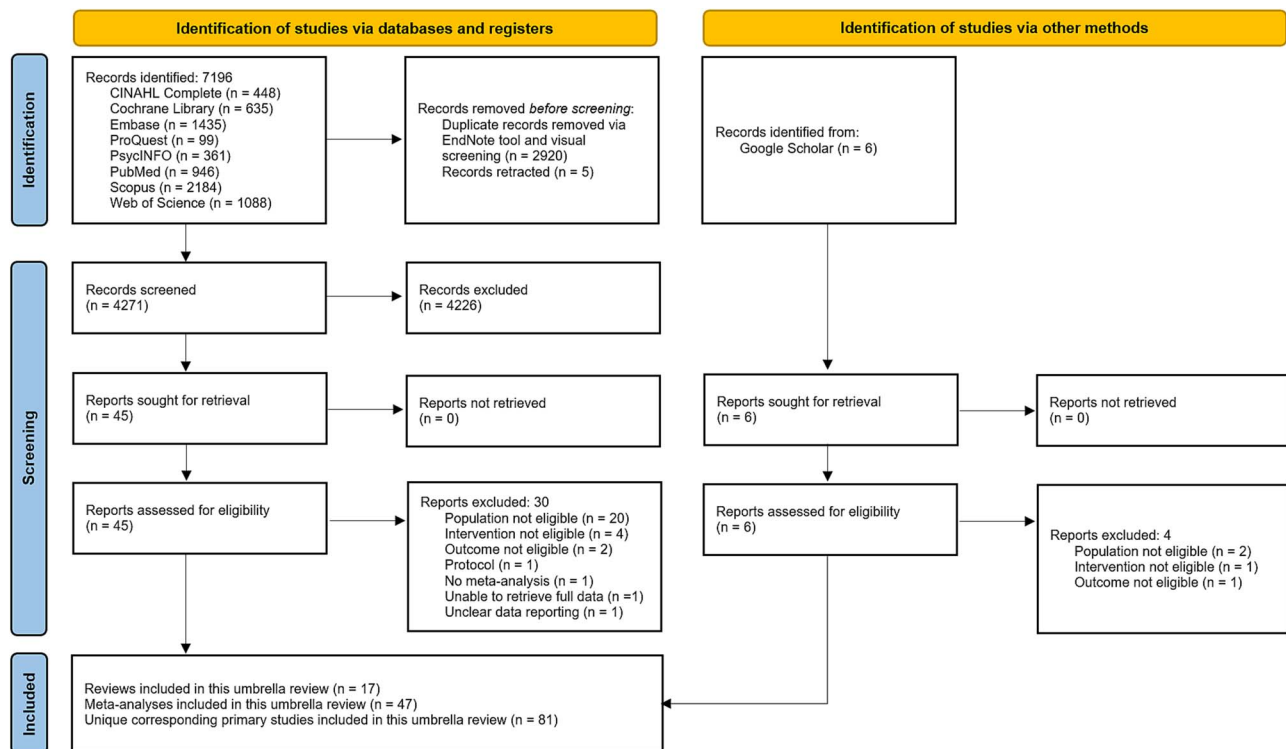 Identification of studies via databases and registers
Identification of studies via other methods
Identification
Records identified: 7196
CINAHL Complete (n = 448)
Cochrane Library (n = 635)
Embase (n = 1435)
ProQuest (n = 99)
PsycINFO (n = 361)
PubMed (n = 946)
Scopus (n = 2184)
Web of Science (n = 1088)
Records removed before screening:
Duplicate records removed via
EndNote tool and visual
screening (n = 2920)
Records retracted (n = 5)
Records identified from:
Google Scholar (n = 6)
Screening
Records screened
(n = 4271)
Records excluded
(n = 4226)
Reports sought for retrieval
(n = 45)
Reports not retrieved
(n = 0)
Reports sought for retrieval
(n = 6)
Reports not retrieved
(n = 0)
Reports assessed for eligibility
(n = 45)
Reports excluded: 30
Population not eligible (n = 20)
Intervention not eligible (n = 4)
Outcome not eligible (n = 2)
Protocol (n = 1)
No meta-analysis (n = 1)
Unable to retrieve full data (n =1)
Unclear data reporting (n = 1)
Reports assessed for eligibility
(n = 6)
Reports excluded: 4
Population not eligible (n = 2)
Intervention not eligible (n = 1)
Outcome not eligible (n = 1)
Included
Reviews included in this umbrella review (n = 17)
Meta-analyses included in this umbrella review (n = 47)
Unique corresponding primary studies included in this umbrella review (n = 81)